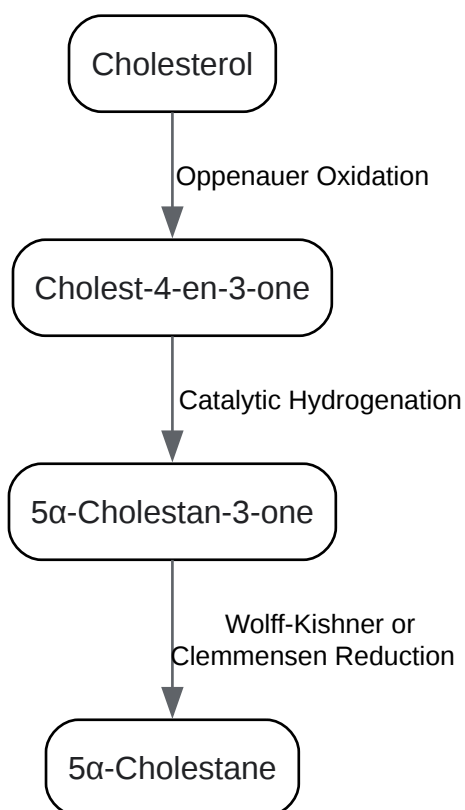 Cholesterol
Oppenauer Oxidation
Cholest-4-en-3-one
Catalytic Hydrogenation
5α-Cholestan-3-one
Wolff-Kishner or
Clemmensen Reduction
5α-Cholestane